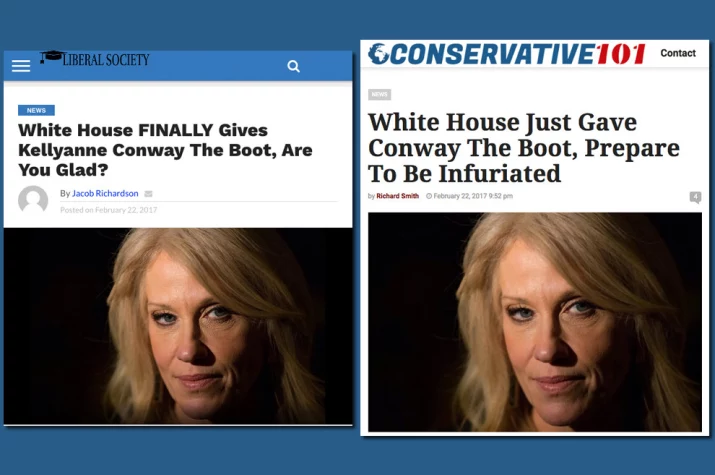 LIBERAL SOCIETY
NEWS
White House FINALLY Gives
Kellyanne Conway The Boot, Are
You Glad?
By Jacob Richardson
Posted on February 22, 2017
CONSERVATIVE101
Contact
NEWS
White House Just Gave
Conway The Boot, Prepare
To Be Infuriated
by Richard Smith February 22, 2017 9:52 pm
4